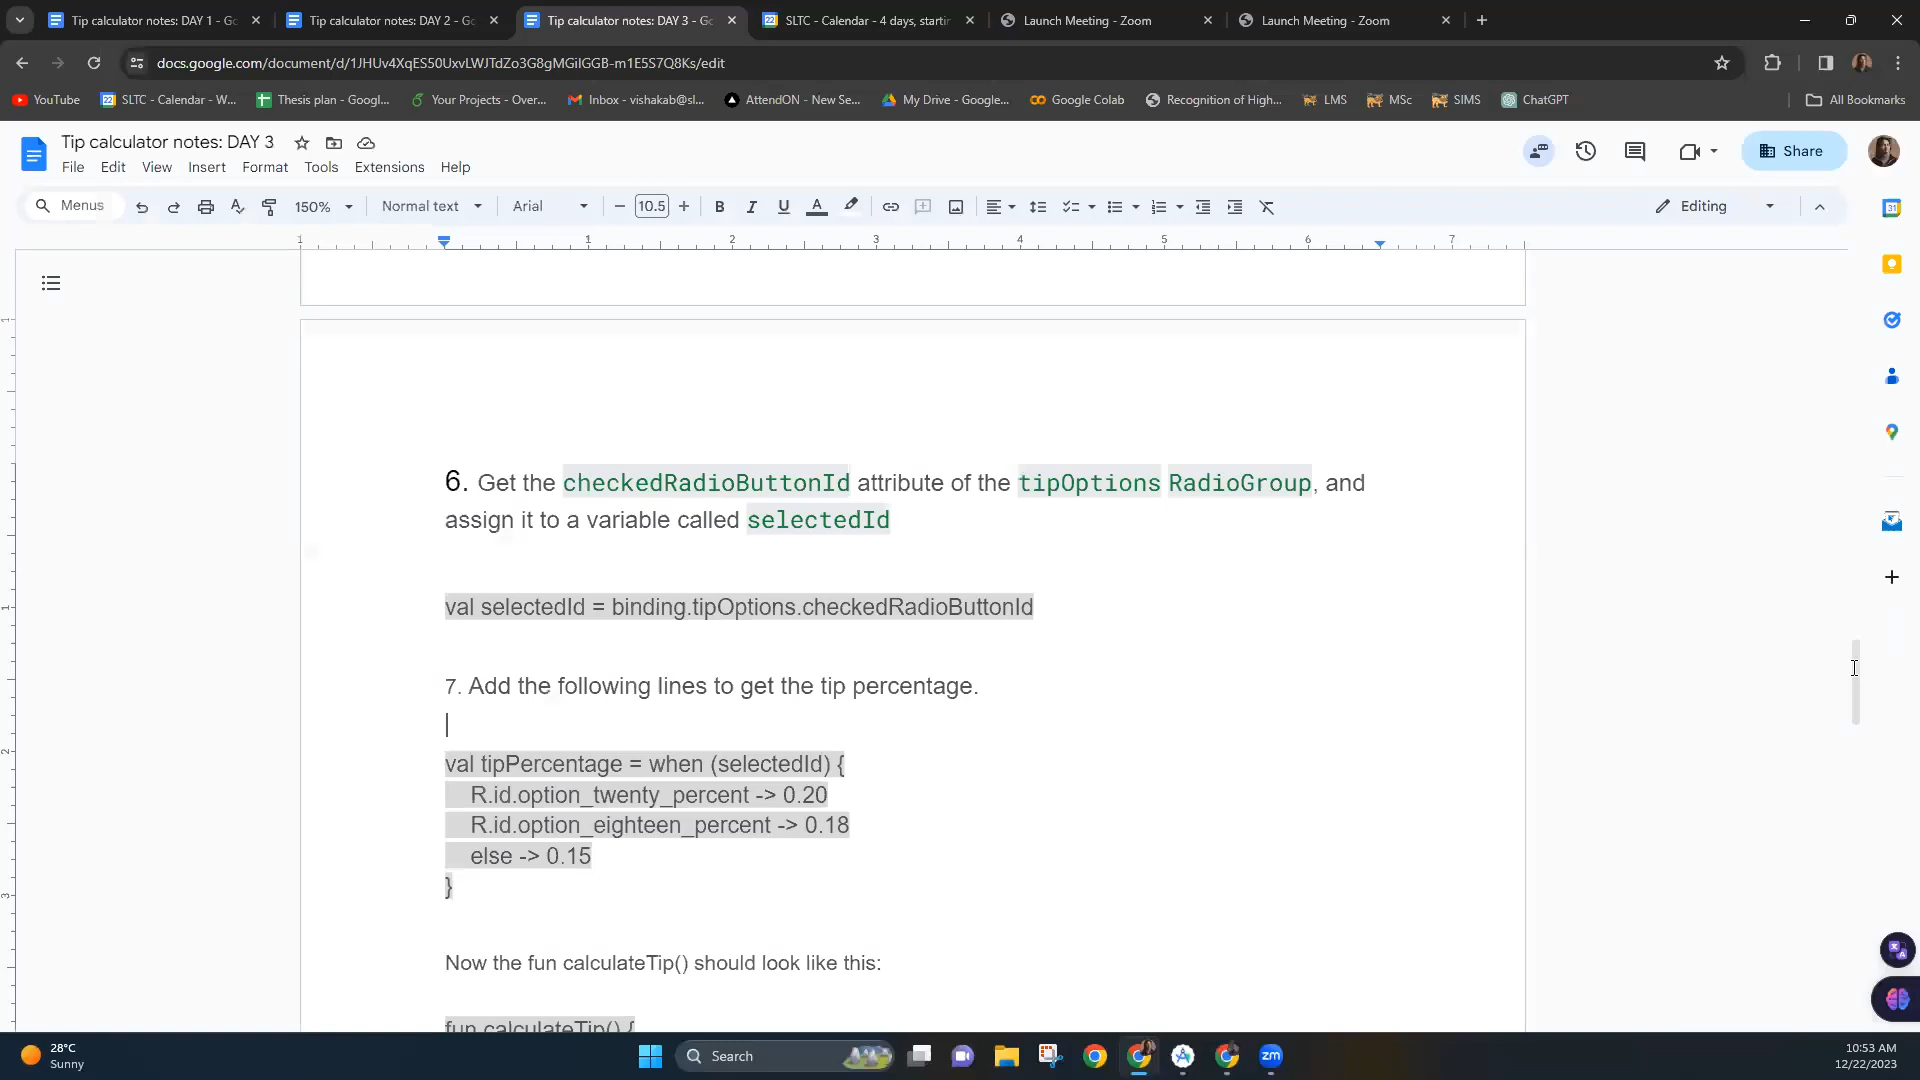 Tip calculator notes: DAY 1 - Gc
Tip calculator notes: DAY 2 - Gc
Tip calculator notes: DAY 3 - Gc
SLTC - Calendar - 4 days, startin
Launch Meeting - Zoom
Launch Meeting - Zoom
docs.google.com/document/d/1JHUv4XqES50UxvLWJTdZo3G8gMGilGGB-m1E5S7Q8Ks/edit
YouTube
SLTC - Calendar - W...
Thesis plan - Googl...
Your Projects - Over...
Inbox - vishakab@sl...
AttendON - New Se...
My Drive - Google...
Google Colab
Recognition of High...
LMS
MSc
SIMS
ChatGPT
All Bookmarks
Tip calculator notes: DAY 3
Share
File Edit View Insert Format Tools Extensions Help
Menus
150%
Normal text
Arial
10.5
Editing
1 1 2 3 4 5 6 7
6. Get the checkedRadioButtonId attribute of the tipOptions RadioGroup, and
assign it to a variable called selectedId
val selectedId = binding.tipOptions.checkedRadioButtonId
7. Add the following lines to get the tip percentage.
val tipPercentage = when (selectedId) {
R.id.option_twenty_percent -> 0.20
R.id.option_eighteen_percent -> 0.18
else -> 0.15
}
Now the fun calculateTip() should look like this:
fun calculateTip() {
28°C
Sunny
Search
zm
10:53 AM
12/22/2023